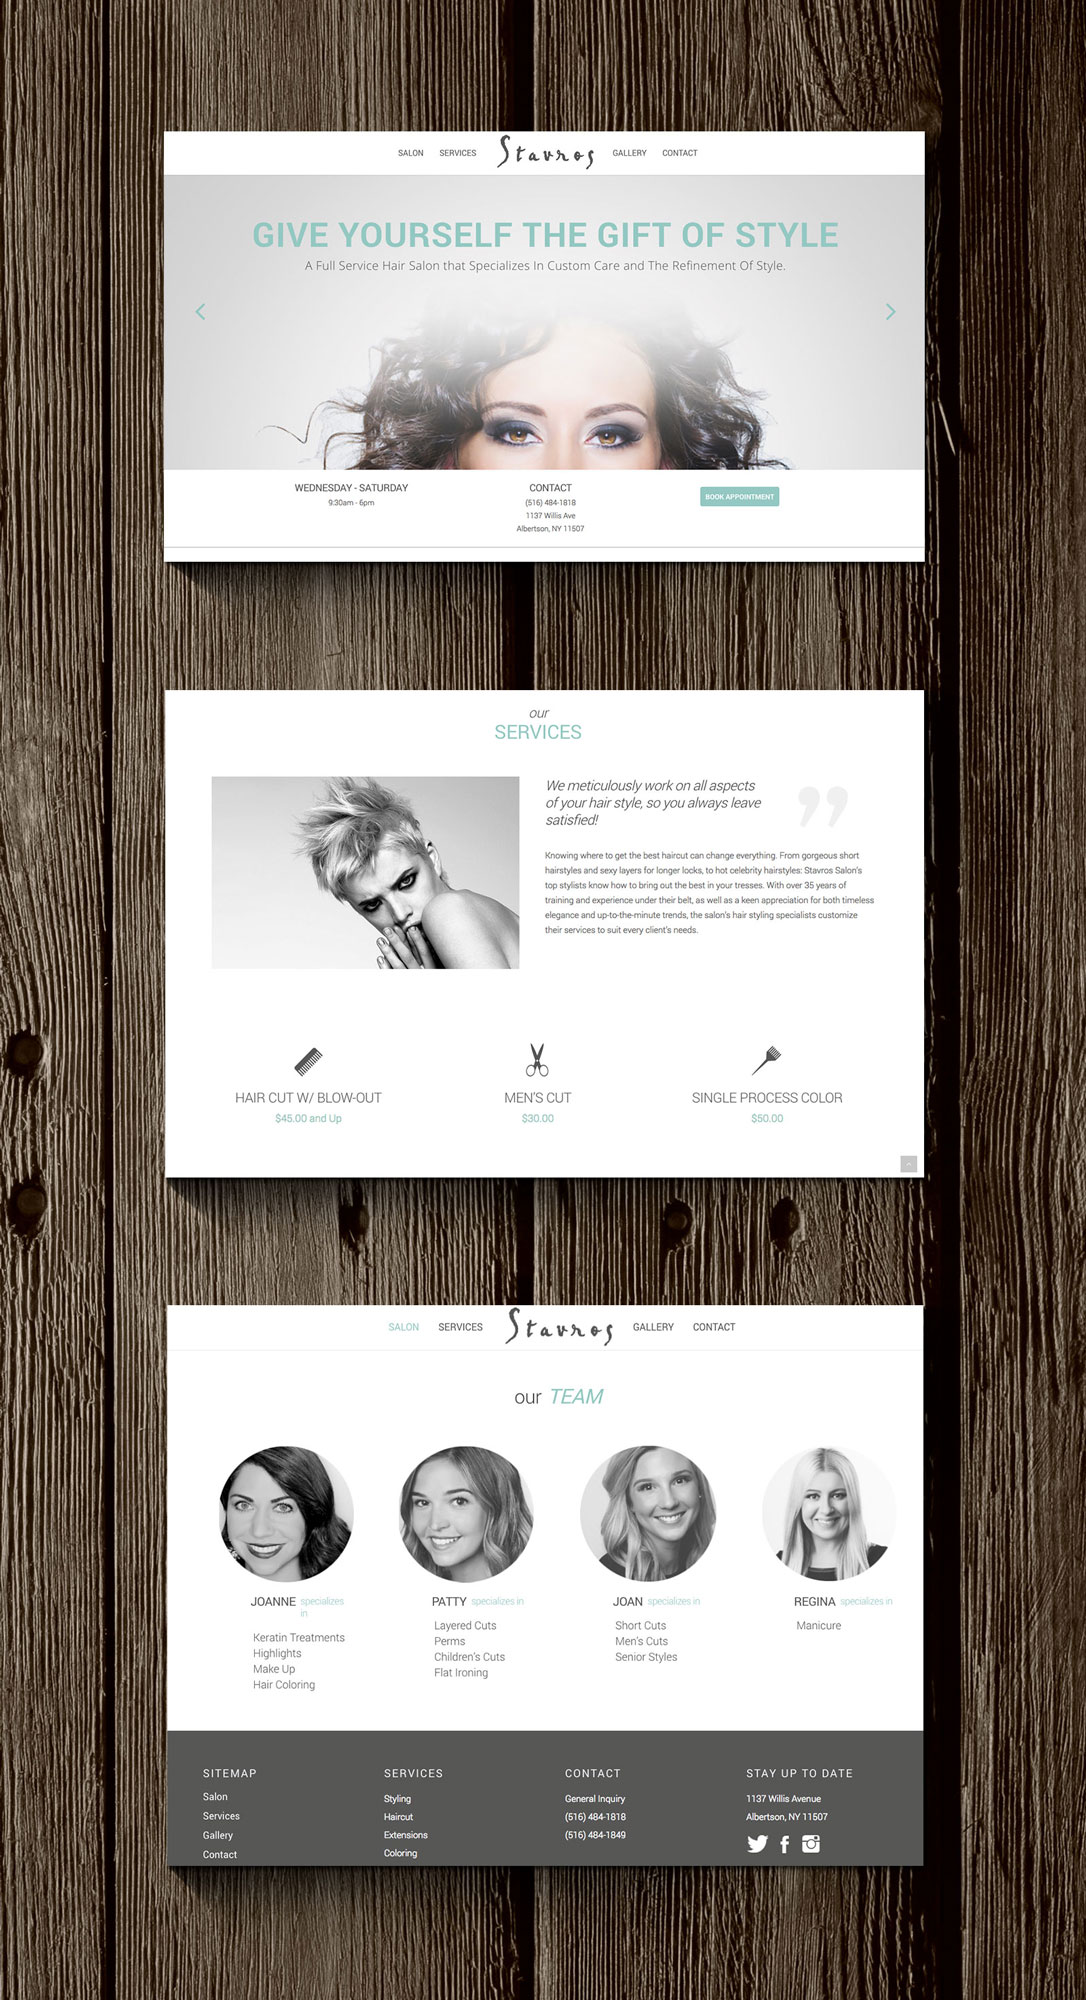 SALON SERVICES Stavros GALLERY CONTACT
GIVE YOURSELF THE GIFT OF STYLE
A Full Service Hair Salon that Specializes In Custom Care and The Refinement Of Style.
WEDNESDAY - SATURDAY
9:30am - 6pm
CONTACT
(516) 484-1818
1137 Willis Ave
Albertson, NY 11507
BOOK APPOINTMENT
our
SERVICES
We meticulously work on all aspects
of your hair style, so you always leave
satisfied!
”
Knowing where to get the best haircut can change everything. From gorgeous short
hairstyles and sexy layers for longer locks, to hot celebrity hairstyles: Stavros Salon's
top stylists know how to bring out the best in your tresses. With over 35 years of
training and experience under their belt, as well as a keen appreciation for both timeless
elegance and up-to-the-minute trends, the salon's hair styling specialists customize
their services to suit every client's needs.
HAIR CUT W/ BLOW-OUT
$45.00 and Up
MEN'S CUT
$30.00
SINGLE PROCESS COLOR
$50.00
SALON SERVICES Stavros GALLERY CONTACT
our TEAM
JOANNE specializes
in
Keratin Treatments
Highlights
Make Up
Hair Coloring
PATTY specializes in
Layered Cuts
Perms
Children's Cuts
Flat Ironing
JOAN specializes in
Short Cuts
Men's Cuts
Senior Styles
REGINA specializes in
Manicure
SITEMAP
Salon
Services
Gallery
Contact
SERVICES
Styling
Haircut
Extensions
Coloring
CONTACT
General Inquiry
(516) 484-1818
(516) 484-1849
STAY UP TO DATE
1137 Willis Avenue
Albertson, NY 11507